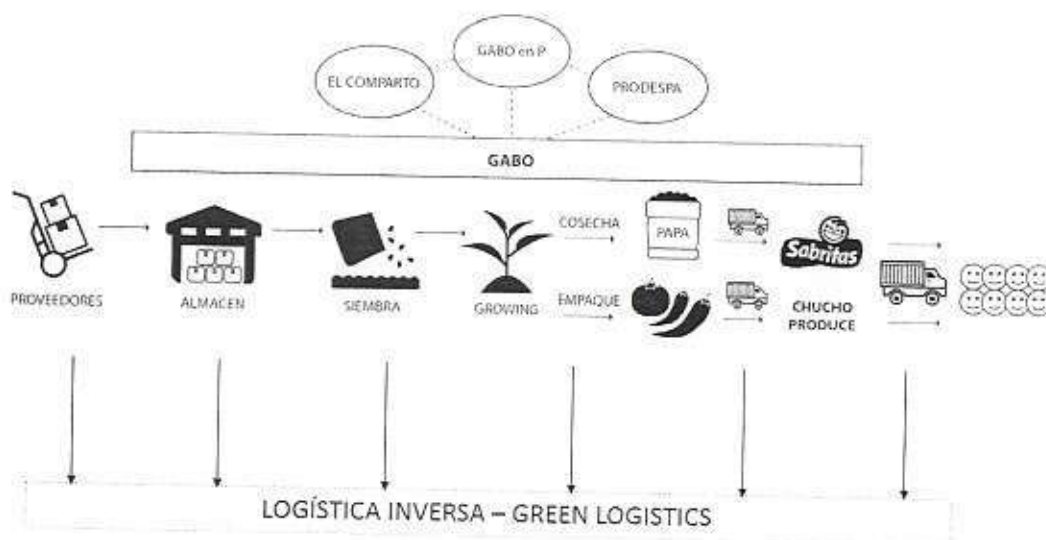 GABO en P
EL COMPARTO
PRODESPA
GABO
COSECHA
PAPA
Sabritas
PROVEEDORES
ALMACEN
SIEMBRA
GROWING
EMPAQUE
CHUCHO
PRODUCE
LOGÍSTICA INVERSA – GREEN LOGISTICS